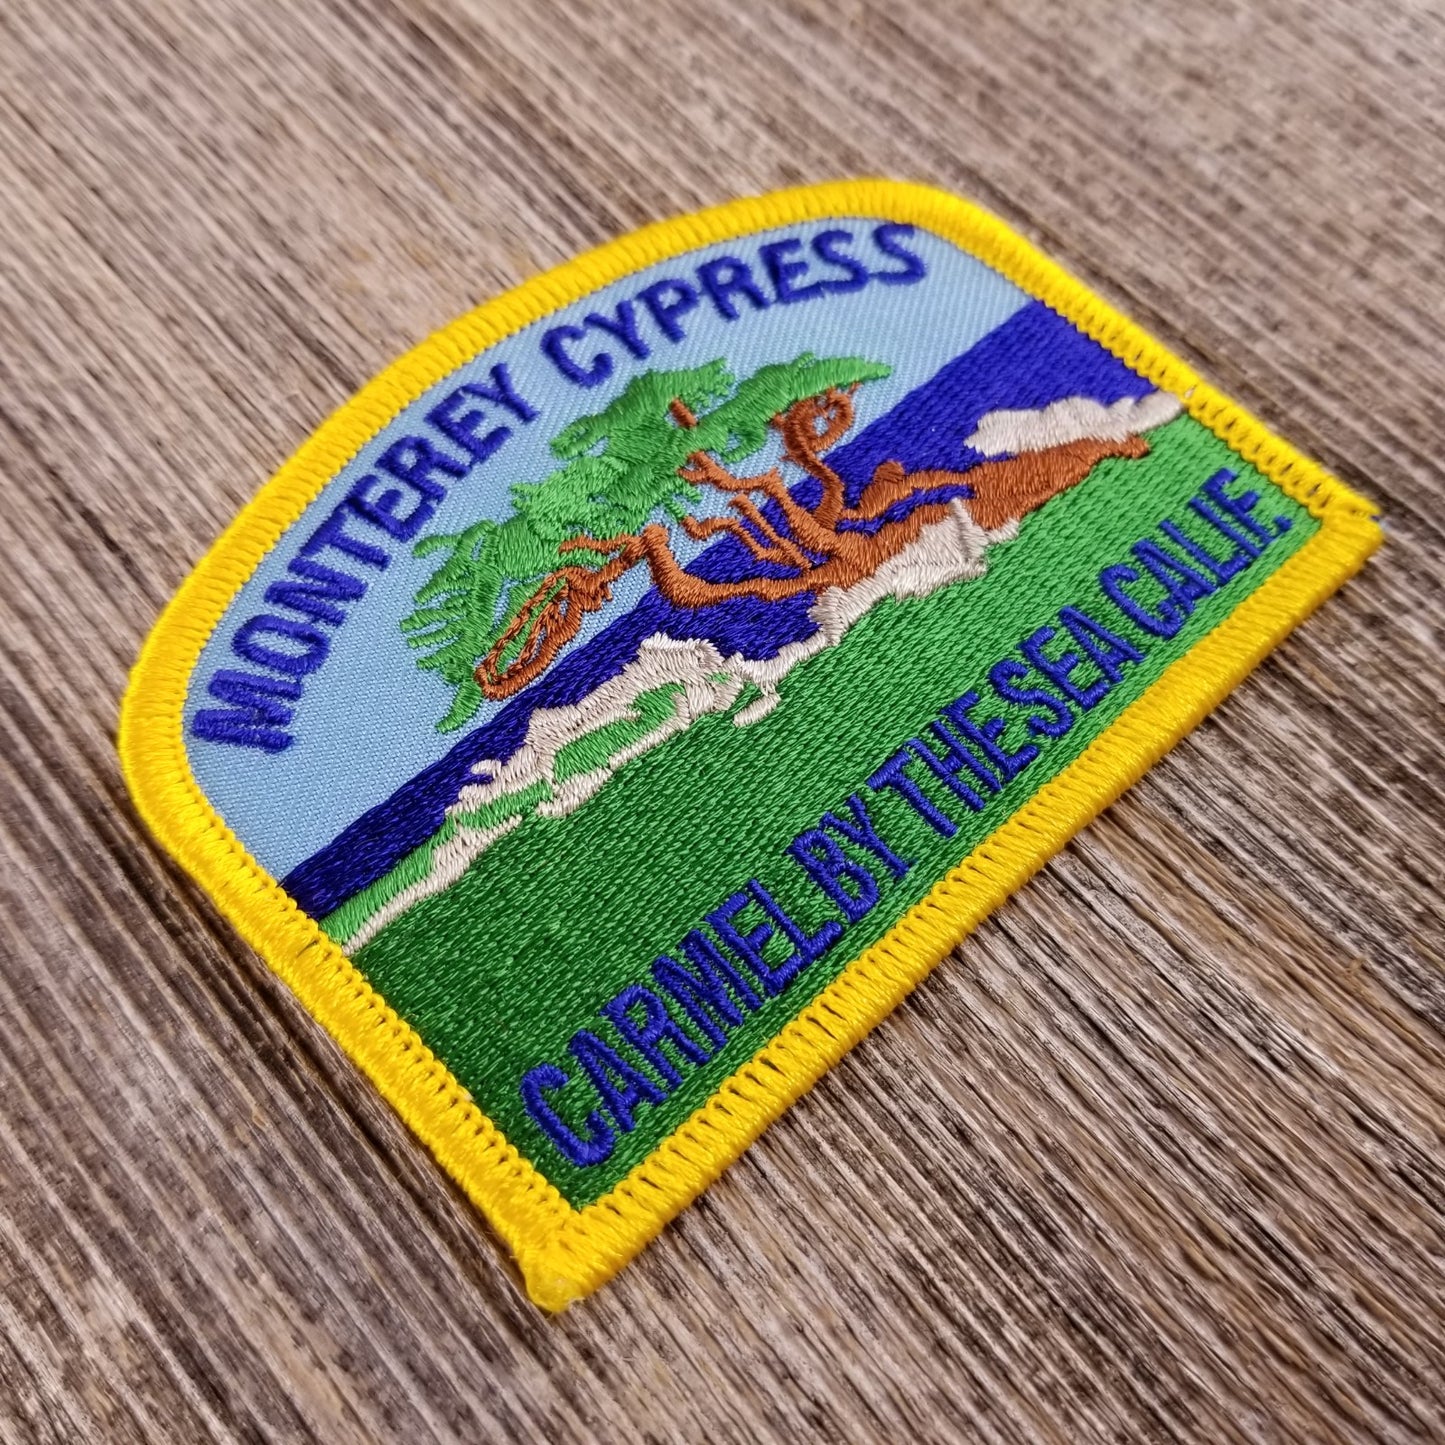 MONTEREY CYPRESS
CARMEL BY THE SEA CALIF.